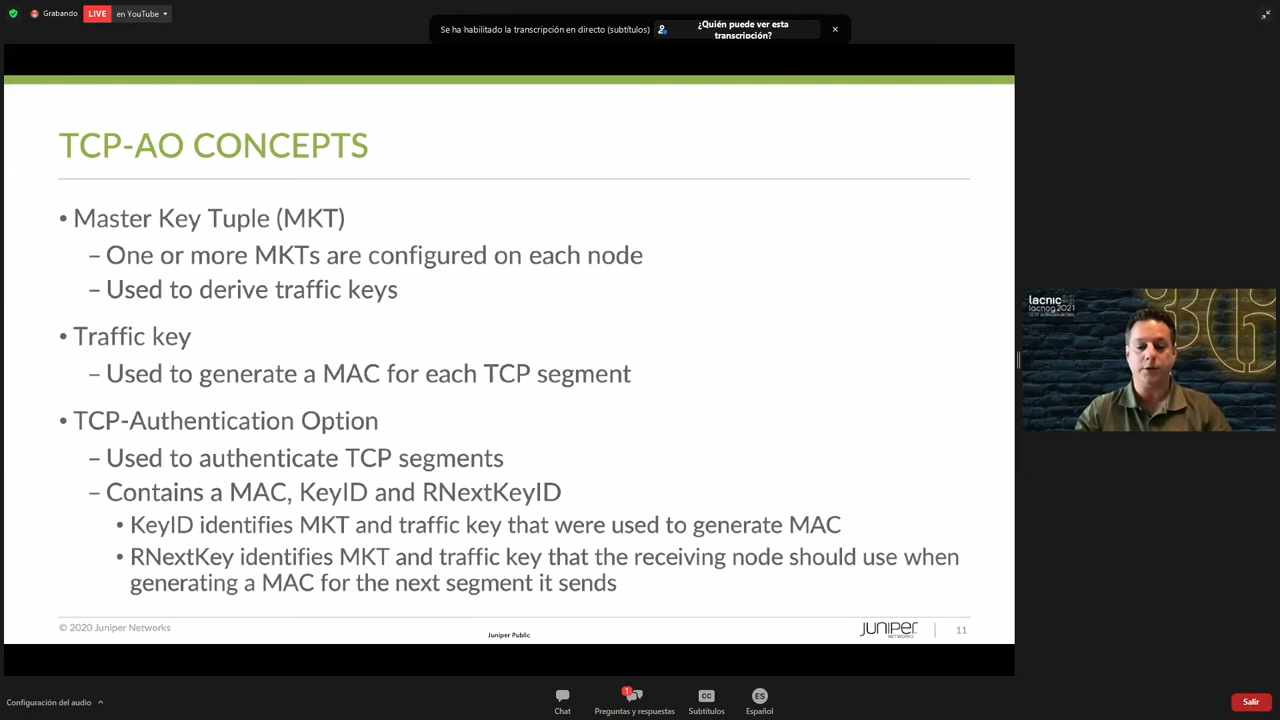 Grabando
LIVE
en YouTube
Se ha habilitado la transcripción en directo (subtítulos)
¿Quién puede ver esta
transcripción?
TCP-AO CONCEPTS
• Master Key Tuple (MKT)
– One or more MKTs are configured on each node
– Used to derive traffic keys
• Traffic key
– Used to generate a MAC for each TCP segment
• TCP-Authentication Option
– Used to authenticate TCP segments
– Contains a MAC, KeyID and RNextKeyID
• KeyID identifies MKT and traffic key that were used to generate MAC
• RNextKey identifies MKT and traffic key that the receiving node should use when
generating a MAC for the next segment it sends
© 2020 Juniper Networks
Juniper Public
JUNIPER
NETWORKS
11
lacnic
lacnog 2021
Configuración del audio
Chat
1
Preguntas y respuestas
CC
Subtítulos
ES
Español
Salir